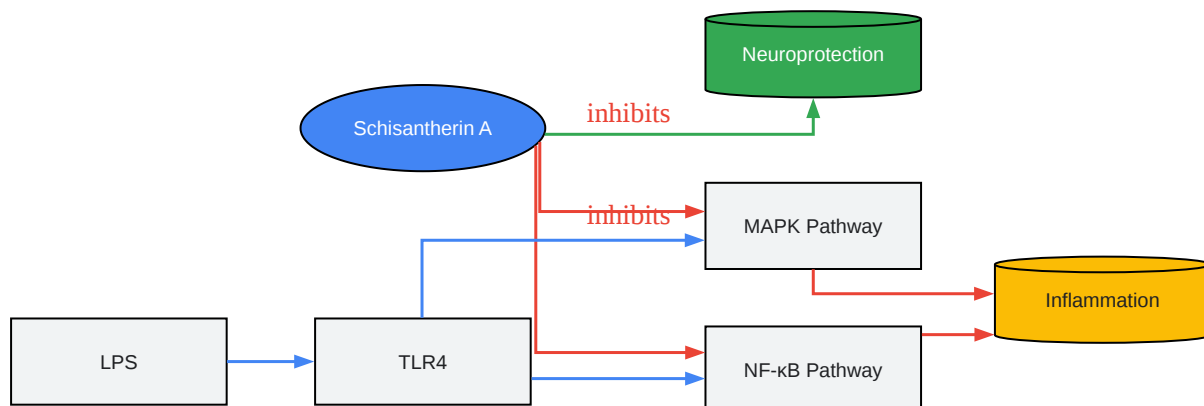 Neuroprotection
inhibits
Schisantherin A
inhibits
MAPK Pathway
Inflammation
LPS
TLR4
NF-κB Pathway